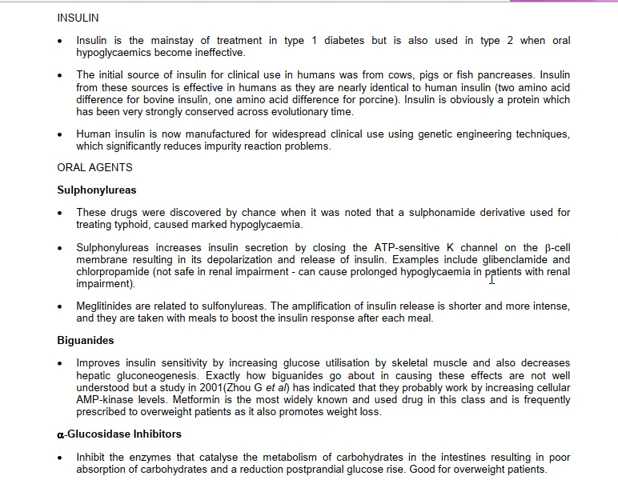 INSULIN
• Insulin is the mainstay of treatment in type 1 diabetes but is also used in type 2 when oral
hypoglycaemics become ineffective.
• The initial source of insulin for clinical use in humans was from cows, pigs or fish pancreases. Insulin
from these sources is effective in humans as they are nearly identical to human insulin (two amino acid
difference for bovine insulin, one amino acid difference for porcine). Insulin is obviously a protein which
has been very strongly conserved across evolutionary time.
• Human insulin is now manufactured for widespread clinical use using genetic engineering techniques,
which significantly reduces impurity reaction problems.
ORAL AGENTS
Sulphonylureas
• These drugs were discovered by chance when it was noted that a sulphonamide derivative used for
treating typhoid, caused marked hypoglycaemia.
• Sulphonylureas increases insulin secretion by closing the ATP-sensitive K channel on the β-cell
membrane resulting in its depolarization and release of insulin. Examples include glibenclamide and
chlorpropamide (not safe in renal impairment - can cause prolonged hypoglycaemia in patients with renal
impairment).
• Meglitinides are related to sulfonylureas. The amplification of insulin release is shorter and more intense,
and they are taken with meals to boost the insulin response after each meal.
Biguanides
• Improves insulin sensitivity by increasing glucose utilisation by skeletal muscle and also decreases
hepatic gluconeogenesis. Exactly how biguanides go about in causing these effects are not well
understood but a study in 2001(Zhou G et al) has indicated that they probably work by increasing cellular
AMP-kinase levels. Metformin is the most widely known and used drug in this class and is frequently
prescribed to overweight patients as it also promotes weight loss.
α-Glucosidase Inhibitors
• Inhibit the enzymes that catalyse the metabolism of carbohydrates in the intestines resulting in poor
absorption of carbohydrates and a reduction postprandial glucose rise. Good for overweight patients.